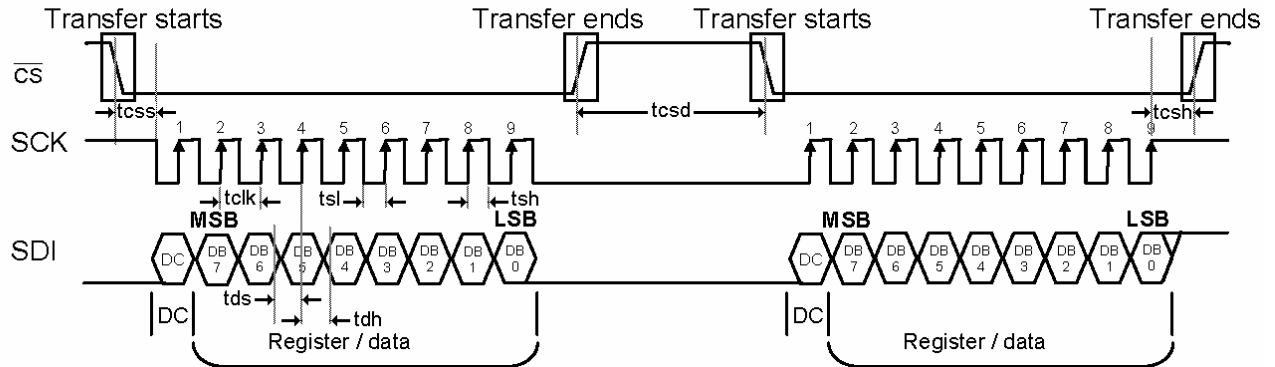 Transfer starts Transfer ends Transfer starts Transfer ends
CS
tcss tcsd tcsh
1 2 3 4 5 6 7 8 9 1 2 3 4 5 6 7 8 9
SCK
tclk tsl tsh
MSB LSB MSB LSB
SDI
DC DB 7 DB 6 DB 5 DB 4 DB 3 DB 2 DB 1 DB 0 DC DB 7 DB 6 DB 5 DB 4 DB 3 DB 2 DB 1 DB 0
tds tdh
DC DC
Register / data Register / data